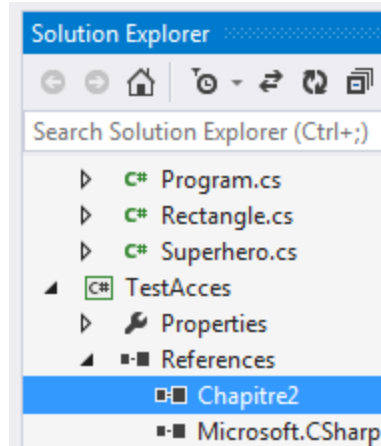 Solution Explorer
Search Solution Explorer (Ctrl+;)
C# Program.cs
C# Rectangle.cs
C# Superhero.cs
C# TestAcces
Properties
References
Chapitre2
Microsoft.CSharp